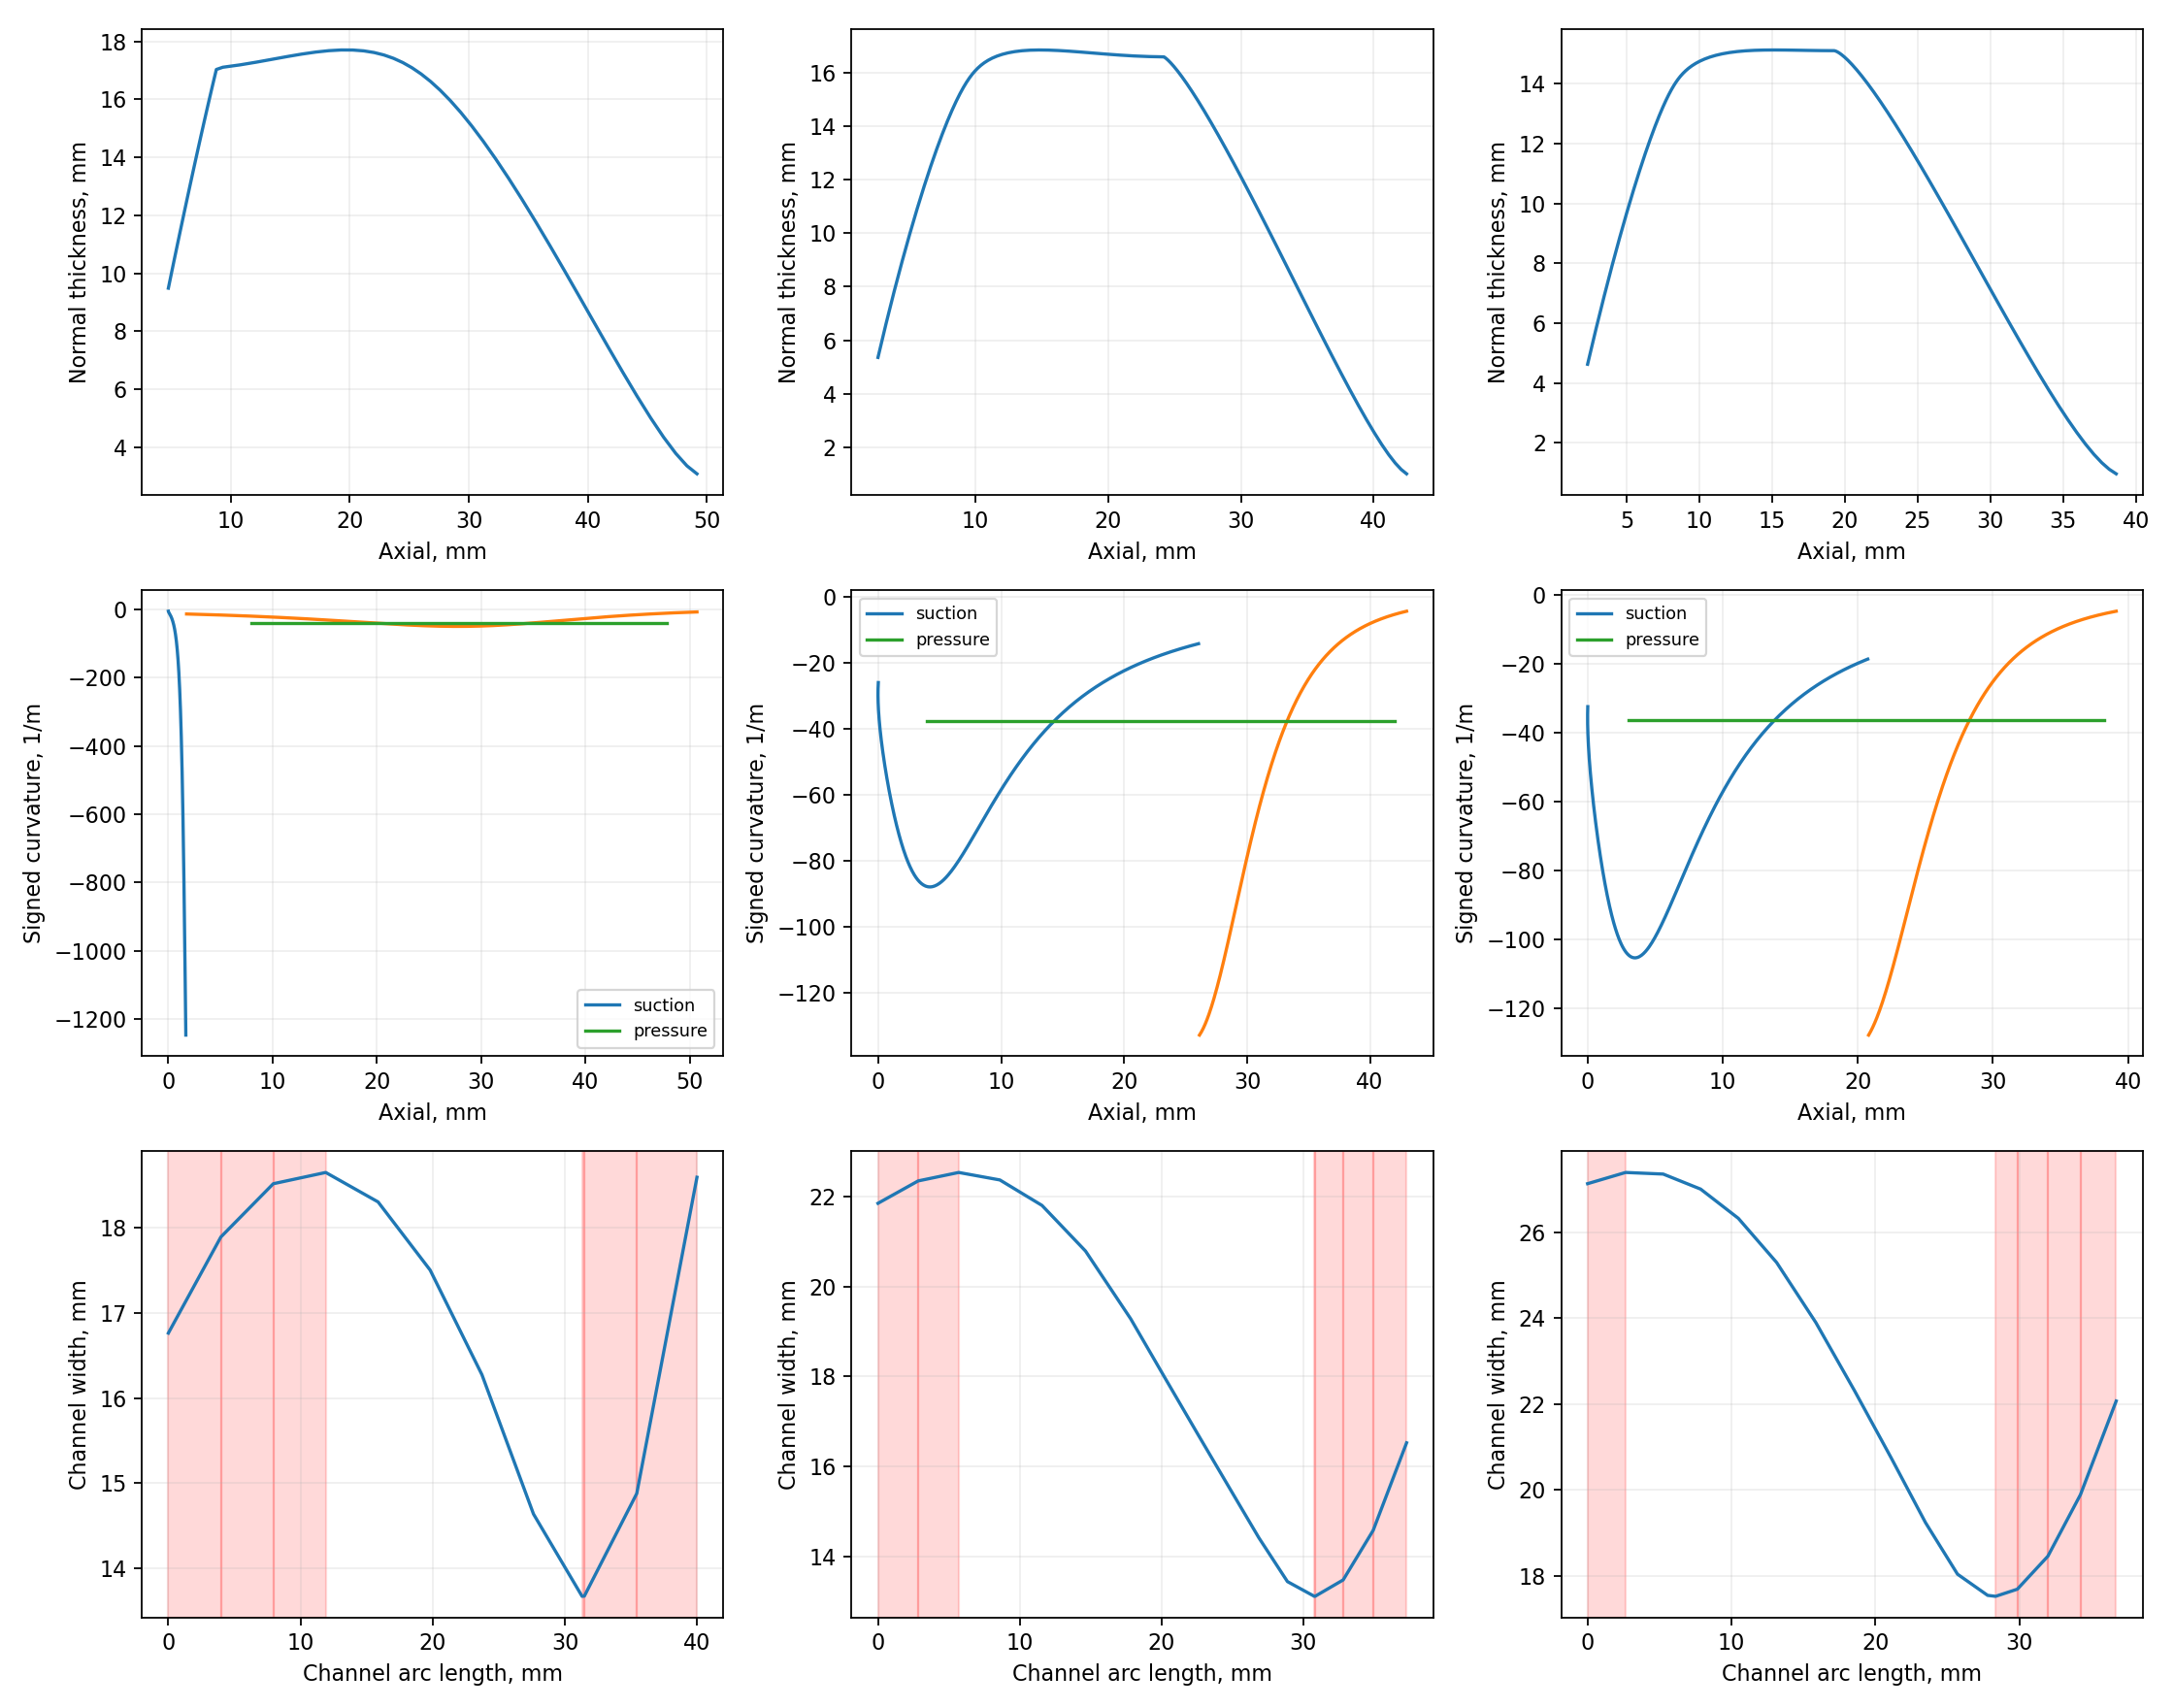 18
16
14
12
10
8
6
4
Normal thickness, mm
10 20 30 40 50
Axial, mm
16
14
12
10
8
6
4
2
Normal thickness, mm
10 20 30 40
Axial, mm
14
12
10
8
6
4
2
Normal thickness, mm
5 10 15 20 25 30 35 40
Axial, mm
0
−200
−400
−600
−800
−1000
−1200
Signed curvature, 1/m
suction
pressure
0 10 20 30 40 50
Axial, mm
0
−20
−40
−60
−80
−100
−120
Signed curvature, 1/m
suction
pressure
0 10 20 30 40
Axial, mm
0
−20
−40
−60
−80
−100
−120
Signed curvature, 1/m
suction
pressure
0 10 20 30 40
Axial, mm
18
17
16
15
14
Channel width, mm
0 10 20 30 40
Channel arc length, mm
22
20
18
16
14
Channel width, mm
0 10 20 30
Channel arc length, mm
26
24
22
20
18
Channel width, mm
0 10 20 30
Channel arc length, mm